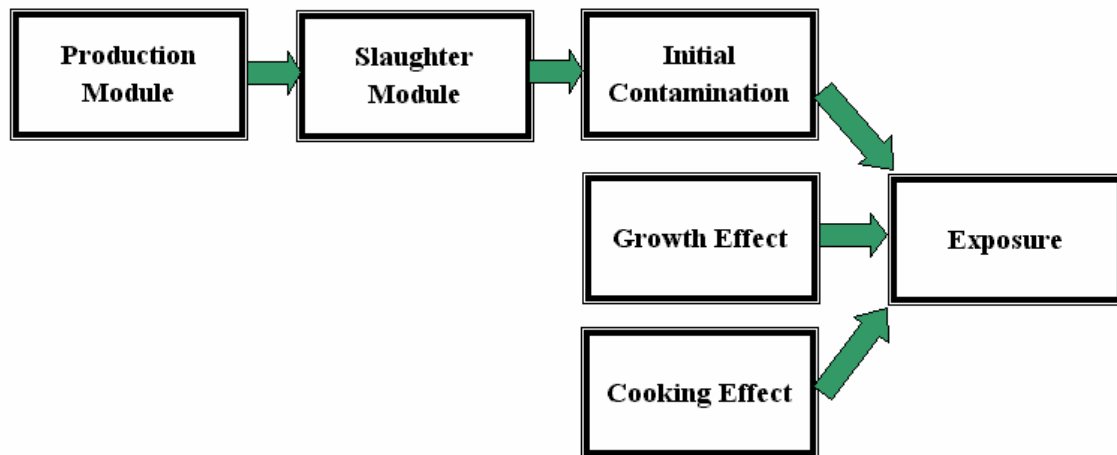 Production
Module
Slaughter
Module
Initial
Contamination
Growth Effect
Exposure
Cooking Effect